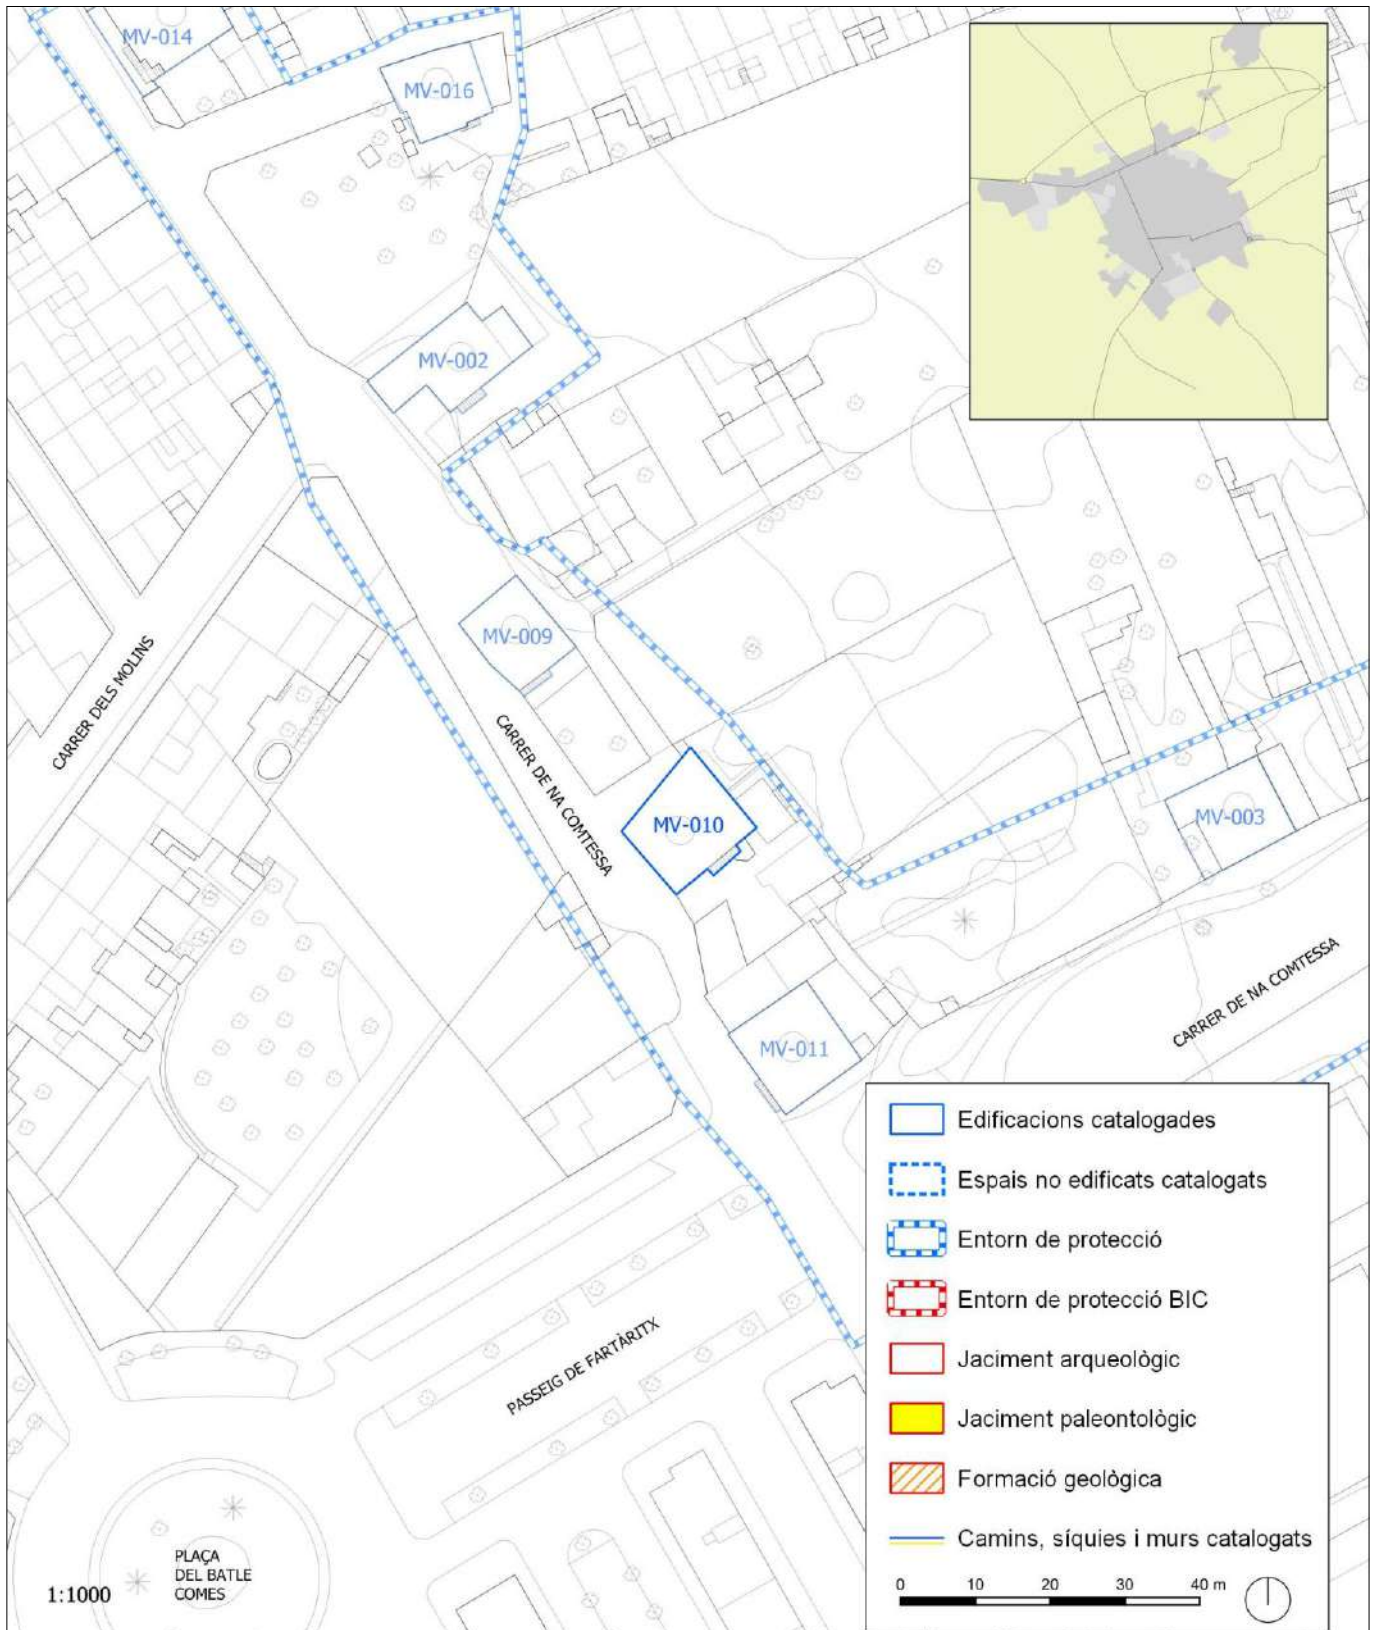 MV-014
MV-016
MV-002
MV-009
CARRER DELS MOLINS
CARRER DE NA COMTESSA
MV-010
MV-003
CARRER DE NA COMTESSA
MV-011
PASSEIG DE FARTÀRITX
PLAÇA
DEL BATLE
COMES
1:1000
Edificacions catalogades
Espais no edificats catalogats
Entorn de protecció
Entorn de protecció BIC
Jaciment arqueològic
Jaciment paleontològic
Formació geològica
Camins, síquies i murs catalogats
0 10 20 30 40 m